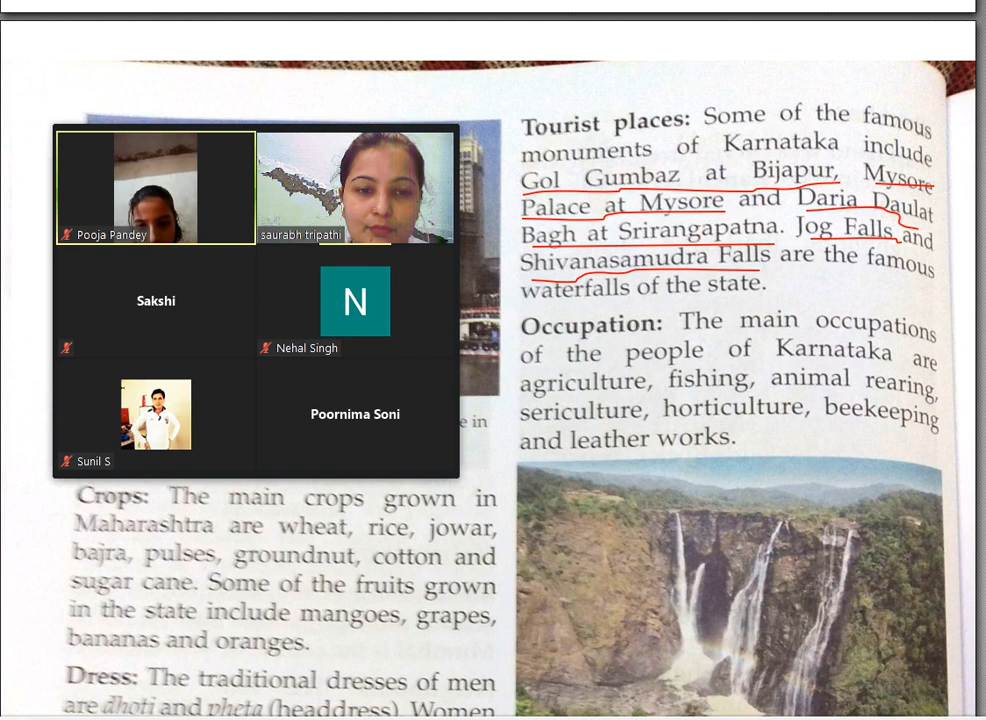 Pooja Pandey
saurabh tripathi
Sakshi
Nehal Singh
N
Sunil S
Poornima Soni
e in
Crops: The main crops grown in
Maharashtra are wheat, rice, jowar,
bajra, pulses, groundnut, cotton and
sugar cane. Some of the fruits grown
in the state include mangoes, grapes,
bananas and oranges.
Dress: The traditional dresses of men
are dhoti and pheta (headdress). Women
Tourist places: Some of the famous
monuments of Karnataka include
Gol Gumbaz at Bijapur, Mysore
Palace at Mysore and Daria Daulat
Bagh at Srirangapatna. Jog Falls and
Shivanasamudra Falls are the famous
waterfalls of the state.
Occupation: The main occupations
of the people of Karnataka are
agriculture, fishing, animal rearing,
sericulture, horticulture, beekeeping
and leather works.